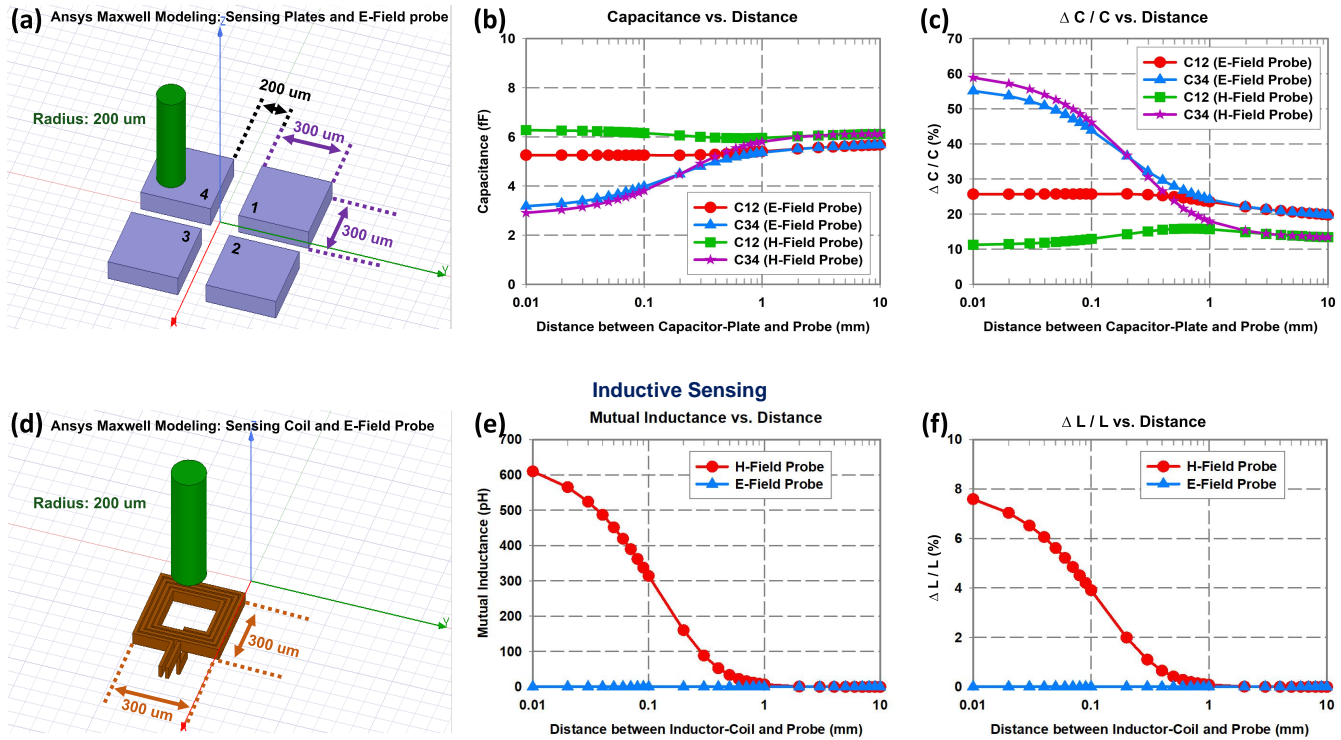 (a)
Ansys Maxwell Modeling: Sensing Plates and E-Field probe
Z
200 um
Radius: 200 um
300 um
4
1
3
2
300 um
Y
X
(b)
Capacitance vs. Distance
10
8
6
4
2
0
Capacitance (fF)
C12 (E-Field Probe)
C34 (E-Field Probe)
C12 (H-Field Probe)
C34 (H-Field Probe)
0.01
0.1
1
10
Distance between Capacitor-Plate and Probe (mm)
(c)
Δ C / C vs. Distance
70
60
50
40
30
20
10
0
Δ C / C (%)
C12 (E-Field Probe)
C34 (E-Field Probe)
C12 (H-Field Probe)
C34 (H-Field Probe)
0.01
0.1
1
10
Distance between Capacitor-Plate and Probe (mm)
Inductive Sensing
(d)
Ansys Maxwell Modeling: Sensing Coil and E-Field Probe
Z
Radius: 200 um
Y
300 um
300 um
X
(e)
Mutual Inductance vs. Distance
700
600
500
400
300
200
100
0
Mutual Inductance (pH)
H-Field Probe
E-Field Probe
0.01
0.1
1
10
Distance between Inductor-Coil and Probe (mm)
(f)
Δ L / L vs. Distance
10
8
6
4
2
0
Δ L / L (%)
H-Field Probe
E-Field Probe
0.01
0.1
1
10
Distance between Inductor-Coil and Probe (mm)